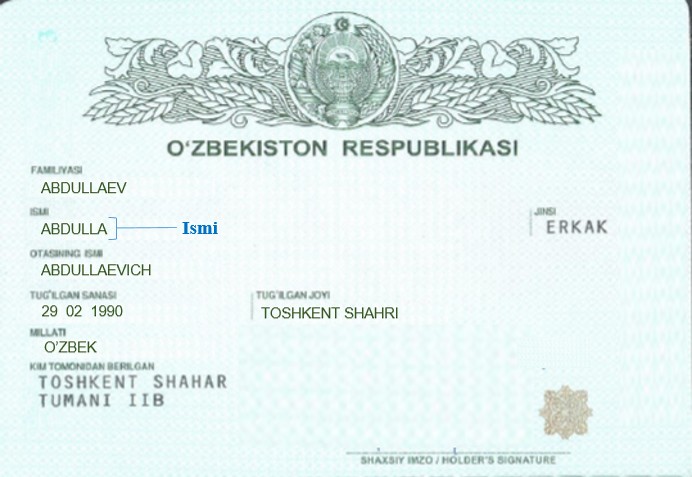 O‘ZBEKISTON RESPUBLIKASI
FAMILIYASI
ABDULLAEV
ISMI
ABDULLA
Ismi
JINSI
ERKAK
OTASINING ISMI
ABDULLAEVICH
TUG‘ILGAN SANASI
29 02 1990
TUG‘ILGAN JOYI
TOSHKENT SHAHRI
MILLATI
O‘ZBEK
KIM TOMONIDAN BERILGAN
TOSHKENT SHAHAR
TUMANI IIB
SHAXSIY IMZO / HOLDER'S SIGNATURE